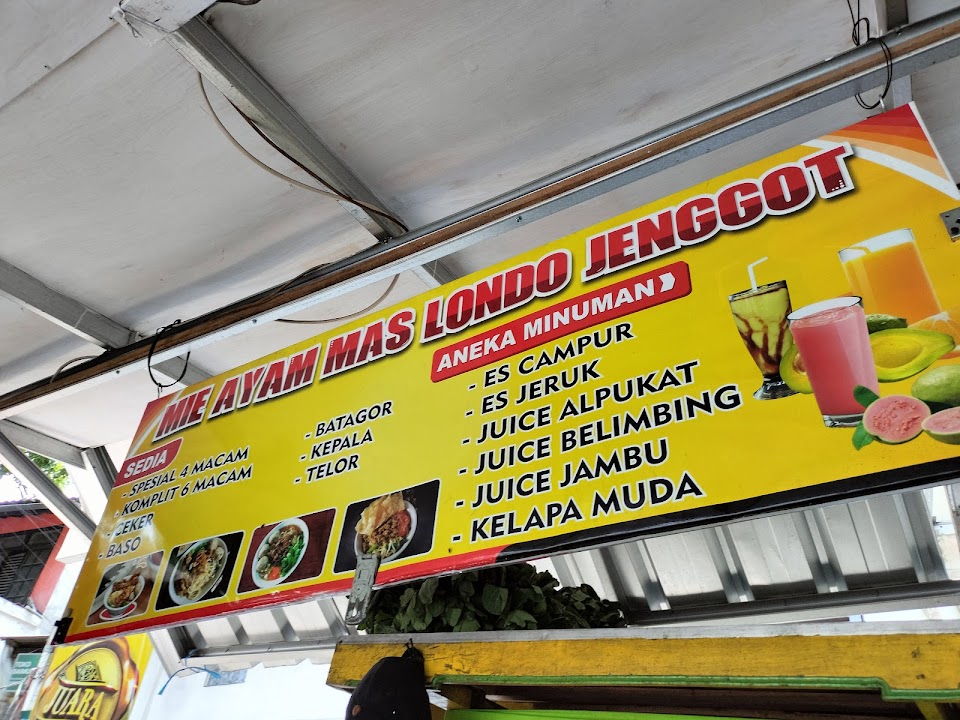 MIE AYAM MAS LONDO JENGGOT
SEDIA
- SPESIAL 4 MACAM
- KOMPLIT 6 MACAM
- CEKER
- BASO
- BATAGOR
- KEPALA
- TELOR
ANEKA MINUMAN
- ES CAMPUR
- ES JERUK
- JUICE ALPUKAT
- JUICE BELIMBING
- JUICE JAMBU
- KELAPA MUDA
JUARA
TOKO